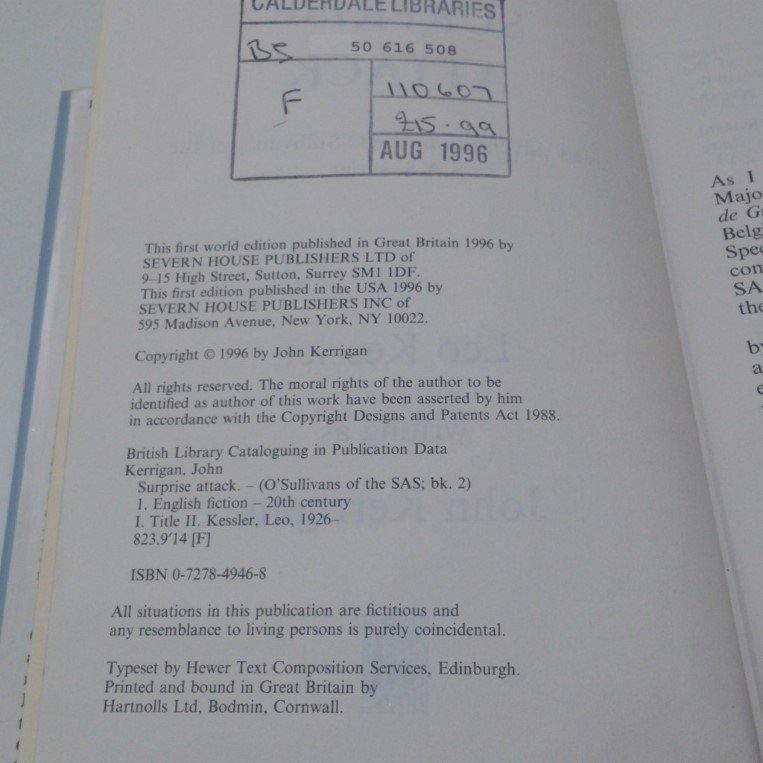 CALDERDALE LIBRARIES
BS 50 616 508
F
110607
£15.99
AUG 1996
This first world edition published in Great Britain 1996 by
SEVERN HOUSE PUBLISHERS LTD of
9–15 High Street, Sutton, Surrey SM1 1DF.
This first edition published in the USA 1996 by
SEVERN HOUSE PUBLISHERS INC of
595 Madison Avenue, New York, NY 10022.
Copyright © 1996 by John Kerrigan
All rights reserved. The moral rights of the author to be
identified as author of this work have been asserted by him
in accordance with the Copyright Designs and Patents Act 1988.
British Library Cataloguing in Publication Data
Kerrigan, John
Surprise attack. – (O'Sullivans of the SAS; bk. 2)
1. English fiction – 20th century
I. Title II. Kessler, Leo, 1926–
823.9'14 [F]
ISBN 0-7278-4946-8
All situations in this publication are fictitious and
any resemblance to living persons is purely coincidental.
Typeset by Hewer Text Composition Services, Edinburgh.
Printed and bound in Great Britain by
Hartnolls Ltd, Bodmin, Cornwall.
As I
Majo
de G
Belg
Spec
com
SA
the
by
a
e